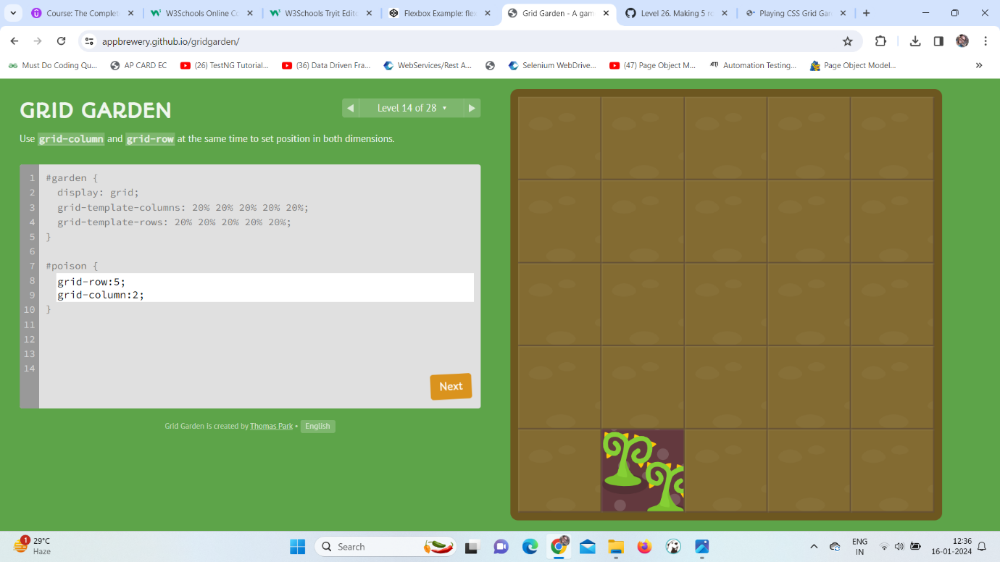 Course: The Complet
W3Schools Online Co
W3Schools Tryit Edito
Flexbox Example: flex
Grid Garden - A gam
Level 26. Making 5 ro
Playing CSS Grid Gar
appbrewery.github.io/gridgarden/
Must Do Coding Qu...
AP CARD EC
(26) TestNG Tutorial...
(36) Data Driven Fra...
WebServices/Rest A...
Selenium WebDrive...
(47) Page Object M...
Automation Testing...
Page Object Model...
GRID GARDEN
Level 14 of 28
Use grid-column and grid-row at the same time to set position in both dimensions.
1 #garden {
2 display: grid;
3 grid-template-columns: 20% 20% 20% 20% 20%;
4 grid-template-rows: 20% 20% 20% 20% 20%;
5 }
6
7 #poison {
8 grid-row:5;
9 grid-column:2;
10 }
11
12
13
14
Next
Grid Garden is created by Thomas Park • English
1
29°C
Haze
Search
ENG
IN
12:36
16-01-2024